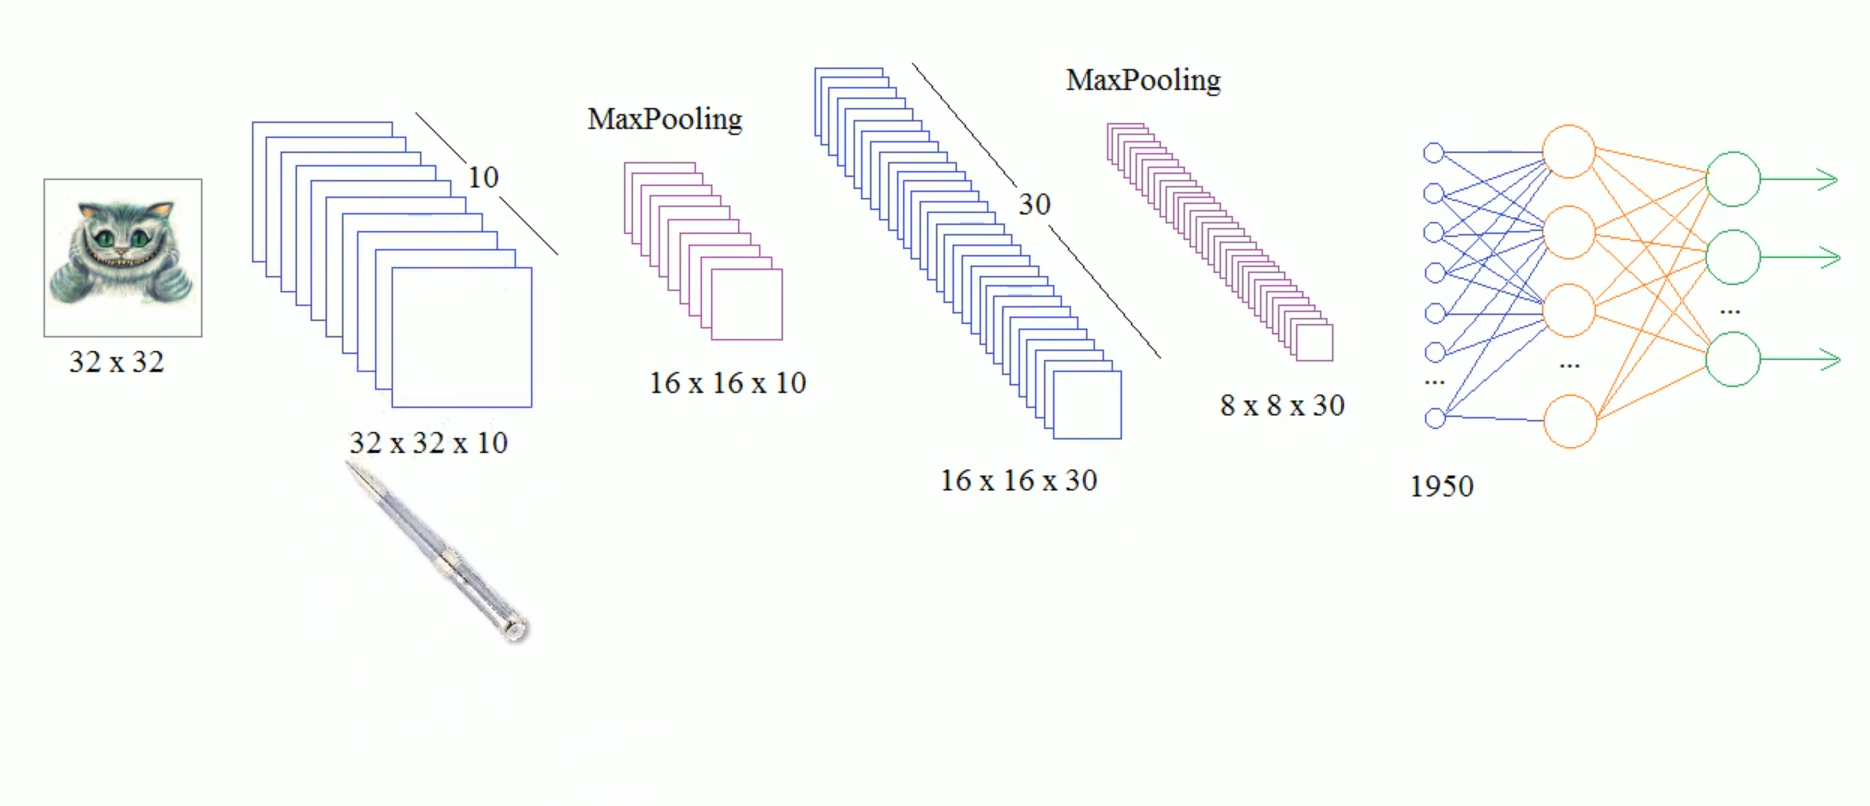 32 x 32
10
32 x 32 x 10
MaxPooling
16 x 16 x 10
30
16 x 16 x 30
MaxPooling
8 x 8 x 30
...
1950
...
...